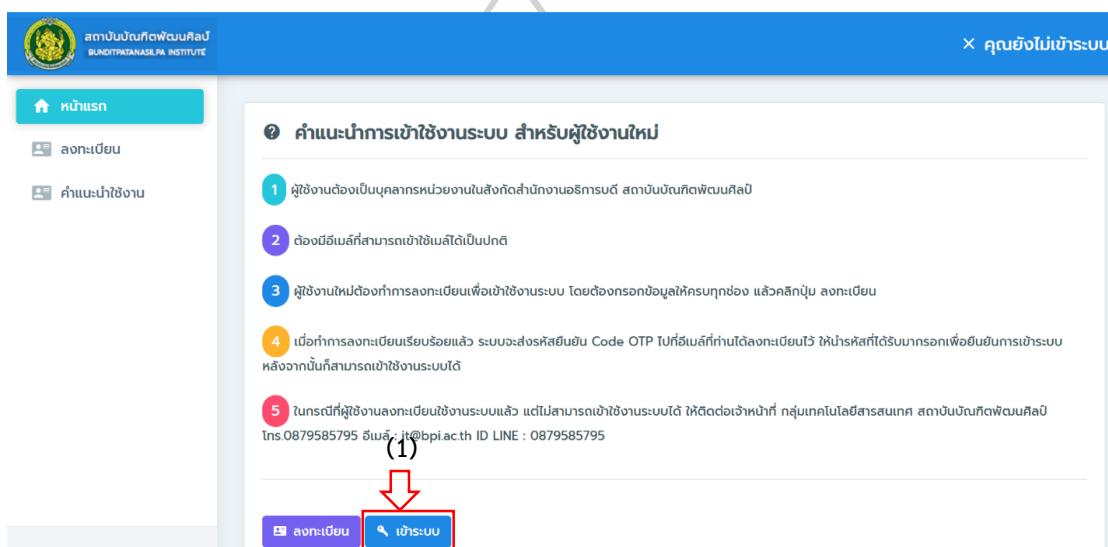 สถาบันบัณฑิตพัฒนศิลป์
BUNDITPATANASILPA INSTITUTE
× คุณยังไม่เข้าระบบ
หน้าแรก
ลงทะเบียน
คำแนะนำใช้งาน
คำแนะนำการเข้าใช้งานระบบ สำหรับผู้ใช้งานใหม่
1 ผู้ใช้งานต้องเป็นบุคลากรหน่วยงานในสังกัดสำนักงานอธิการบดี สถาบันบัณฑิตพัฒนศิลป์
2 ต้องมีอีเมล์ที่สามารถเข้าใช้เมล์ได้เป็นปกติ
3 ผู้ใช้งานใหม่ต้องทำการลงทะเบียนเพื่อเข้าใช้งานระบบ โดยต้องกรอกข้อมูลให้ครบทุกช่อง แล้วคลิกปุ่ม ลงทะเบียน
4 เมื่อทำการลงทะเบียนเรียบร้อยแล้ว ระบบจะส่งรหัสยืนยัน Code OTP ไปที่อีเมล์ที่ท่านได้ลงทะเบียนไว้ ให้นำรหัสที่ได้รับมากรอกเพื่อยืนยันการเข้าระบบ
หลังจากนั้นก็สามารถเข้าใช้งานระบบได้
5 ในกรณีที่ผู้ใช้งานลงทะเบียนใช้งานระบบแล้ว แต่ไม่สามารถเข้าใช้งานระบบได้ ให้ติดต่อเจ้าหน้าที่ กลุ่มเทคโนโลยีสารสนเทศ สถาบันบัณฑิตพัฒนศิลป์
โทร.0879585795 อีเมล์ : it@bpi.ac.th ID LINE : 0879585795
(1)
ลงทะเบียน
เข้าระบบ